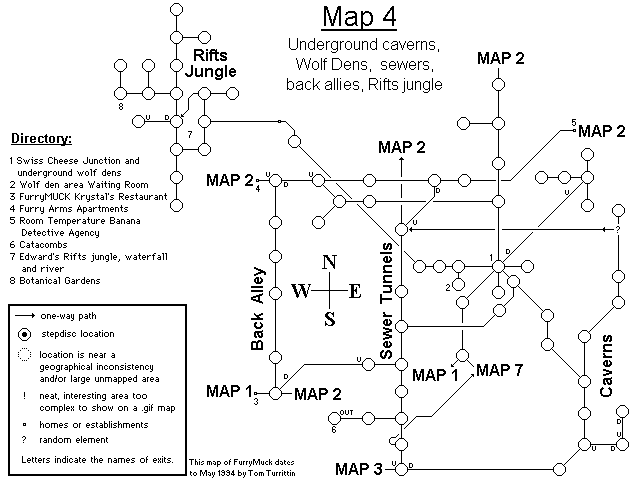 Map 4
Underground caverns,
Wolf Dens, sewers,
back allies, Rifts jungle
Rifts
Jungle
MAP 2
5
MAP 2
8
U
D
7
MAP 2
Directory:
1 Swiss Cheese Junction and
underground wolf dens
2 Wolf den area Waiting Room
3 FurryMUCK Krystal's Restaurant
4 Furry Arms Apartments
5 Room Temperature Banana
Detective Agency
6 Catacombs
7 Edward's Rifts jungle, waterfall
and river
8 Botanical Gardens
MAP 2
4
U
D
U
D
U
D
?
N
W E
S
1
D
2
Back Alley
Sewer Tunnels
Caverns
one-way path
stepdisc location
location is near a
geographical inconsistency
and/or large unmapped area
! neat, interesting area too
complex to show on a .gif map
homes or establishments
? random element
Letters indicate the names of exits.
U
D
MAP 1
3
MAP 2
MAP 1
MAP 7
OUT
6
D
U
U
D
This map of FurryMuck dates
to May 1994 by Tom Turrittin
MAP 3
U
D